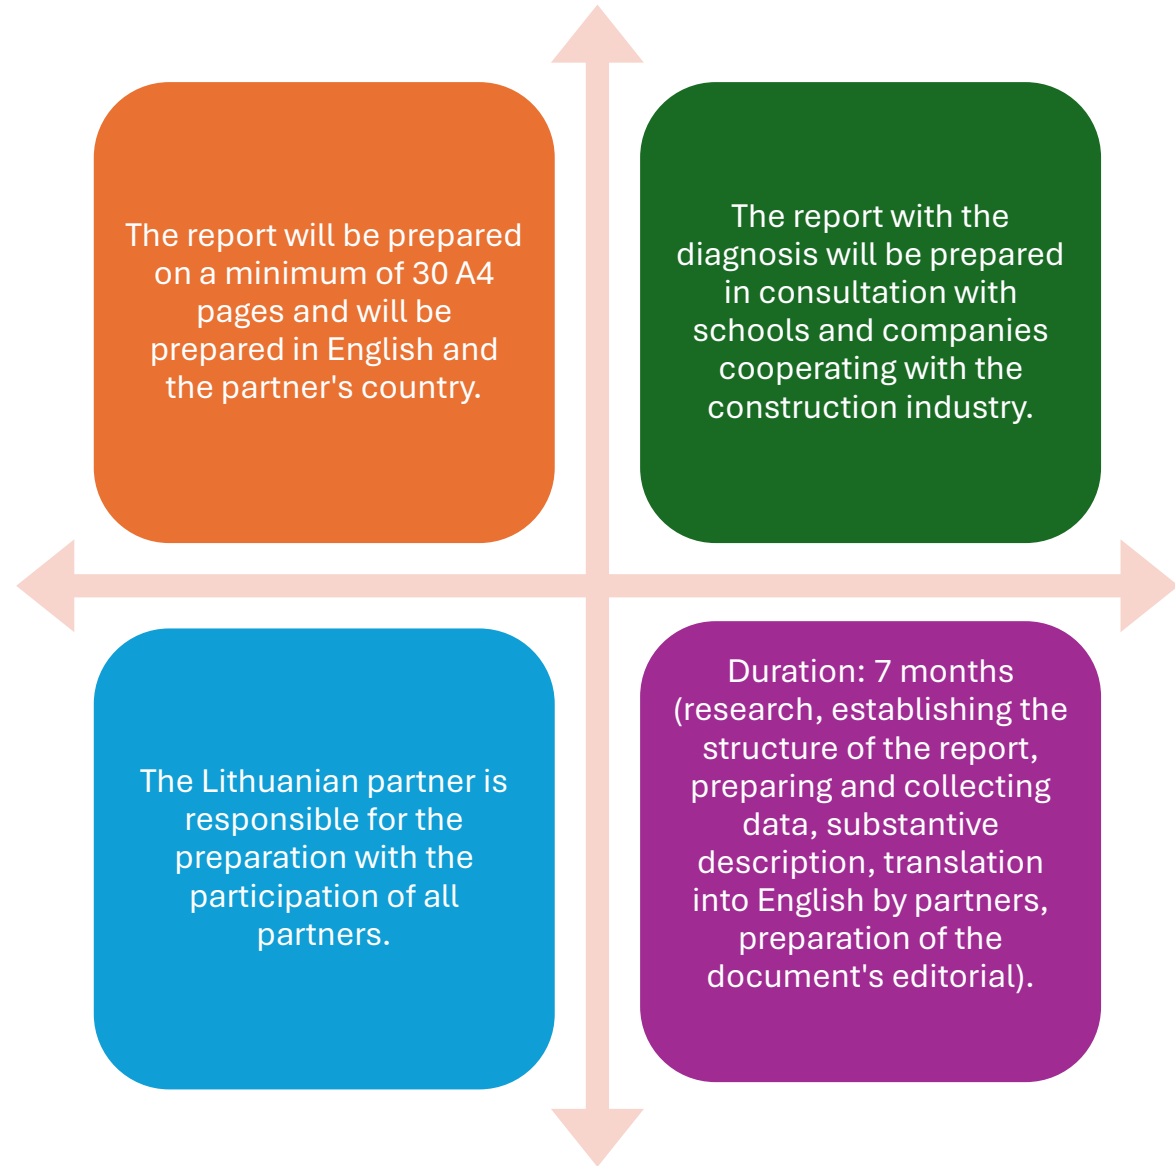 The report will be prepared
on a minimum of 30 A4
pages and will be
prepared in English and
the partner's country.
The report with the
diagnosis will be prepared
in consultation with
schools and companies
cooperating with the
construction industry.
The Lithuanian partner is
responsible for the
preparation with the
participation of all
partners.
Duration: 7 months
(research, establishing the
structure of the report,
preparing and collecting
data, substantive
description, translation
into English by partners,
preparation of the
document's editorial).